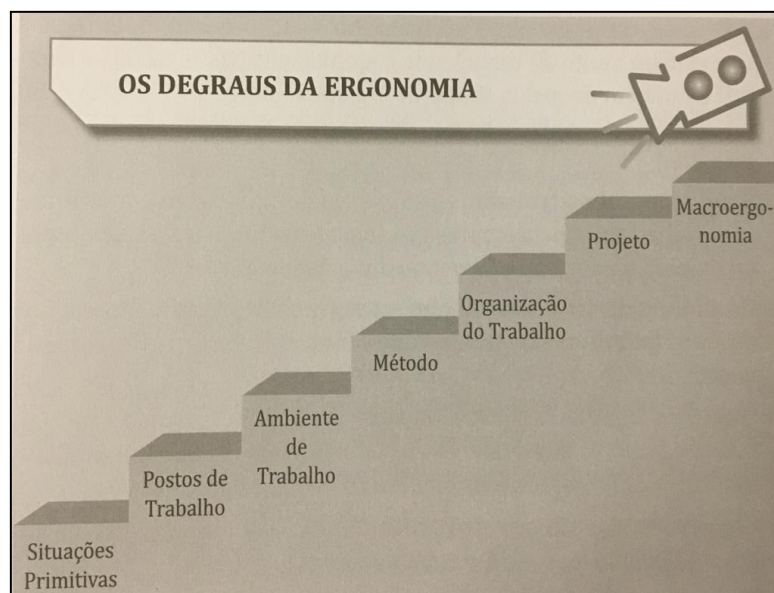 OS DEGRAUS DA ERGONOMIA
Situações
Primitivas
Postos de
Trabalho
Ambiente
de
Trabalho
Método
Organização
do Trabalho
Projeto
Macroergo-
nomia